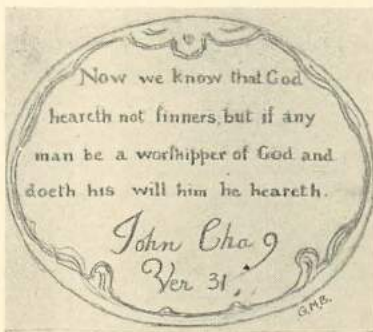 Now we know that God
heareth not ſinners, but if any
man be a worſhipper of God and
doeth his will him he heareth.
John Cha 9
Ver 31
G.M.B.